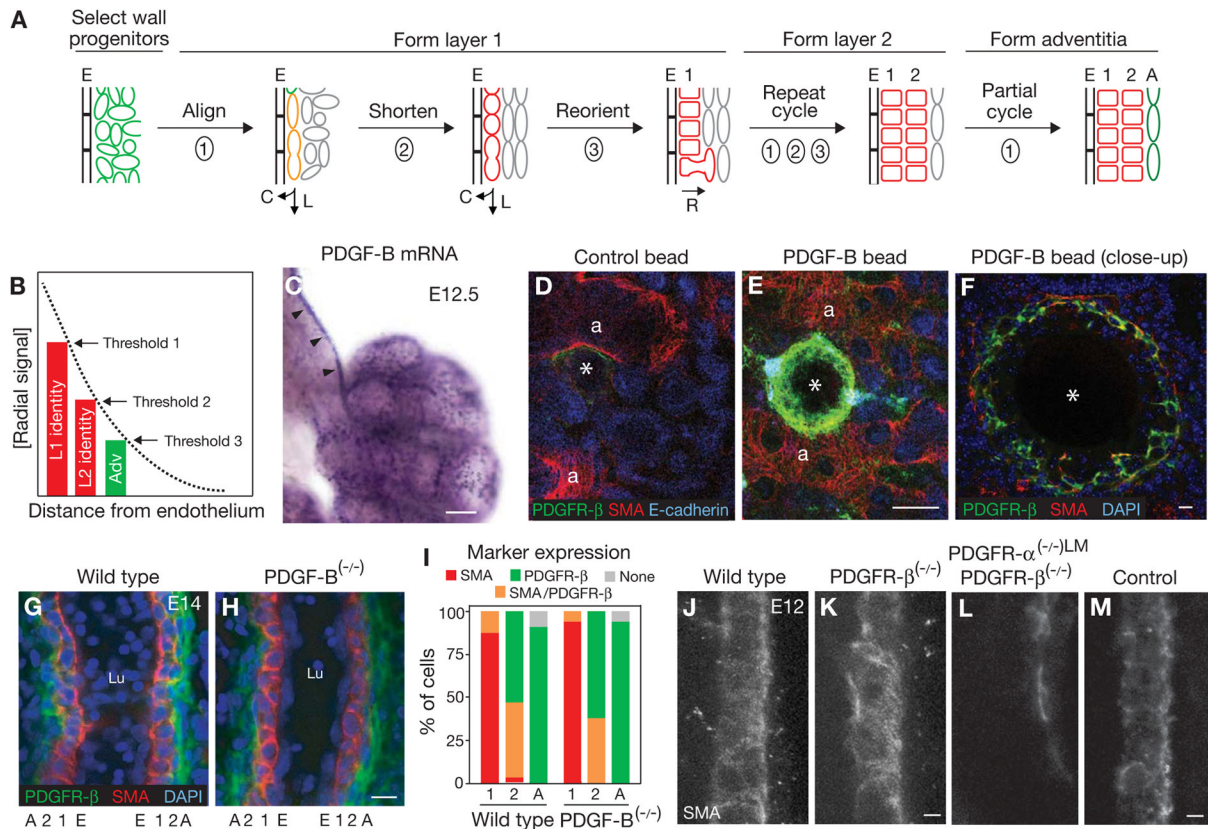 A
Select wall
progenitors
Form layer 1
Form layer 2
Form adventitia
E
Align
1
E
C
L
Shorten
2
E
C
L
Reorient
3
E 1
R
Repeat
cycle
1 2 3
E 1 2
Partial
cycle
1
E 1 2 A
B
[Radial signal]
L1 identity
L2 identity
Adv
Threshold 1
Threshold 2
Threshold 3
Distance from endothelium
PDGF-B mRNA
C
E12.5
Control bead
D
a
*
a
PDGFR-β SMA E-cadherin
PDGF-B bead
E
a
*
a
PDGF-B bead (close-up)
F
*
PDGFR-β SMA DAPI
Wild type
G
E14
Lu
PDGFR-β SMA DAPI
A 2 1 E E 1 2 A
PDGF-B(-/-)
H
Lu
A 2 1 E E 1 2 A
I
Marker expression
SMA PDGFR-β None
SMA/PDGFR-β
% of cells
100
75
50
25
0
1 2 A 1 2 A
Wild type PDGF-B(-/-)
Wild type
J
E12
SMA
PDGFR-β(-/-)
K
PDGFR-α(-/-)LM
PDGFR-β(-/-)
L
Control
M